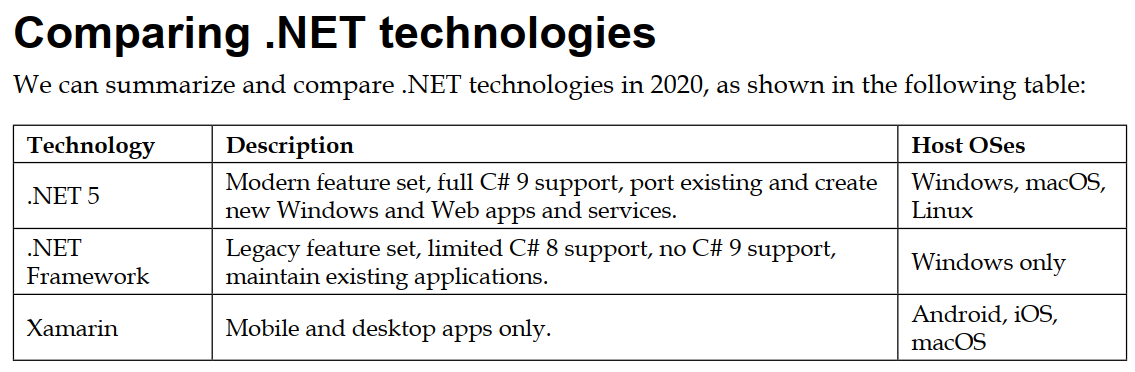 Comparing .NET technologies
We can summarize and compare .NET technologies in 2020, as shown in the following table:
Technology Description Host OSes
.NET 5
Modern feature set, full C# 9 support, port existing and create
new Windows and Web apps and services.
Windows, macOS,
Linux
.NET
Framework
Legacy feature set, limited C# 8 support, no C# 9 support,
maintain existing applications.
Windows only
Xamarin
Mobile and desktop apps only.
Android, iOS,
macOS